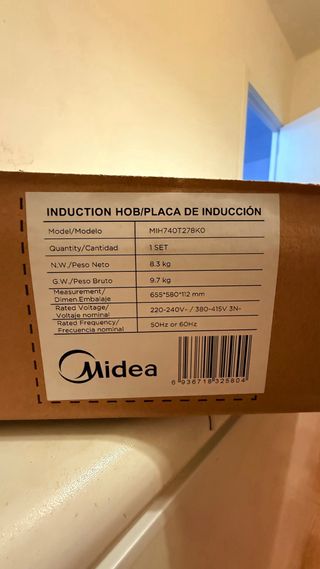 INDUCTION HOB/PLACA DE INDUCCIÓN
Model/Modelo MIH740T278K0
Quantity/Cantidad 1 SET
N.W./Peso Neto 8.3 kg
G.W./Peso Bruto 9.7 kg
Measurement/
Dimen.Embalaje 655*580*112 mm
Rated Voltage/
Voltaje nominal 220-240V~ / 380-415V 3N~
Rated Frequency/
Frecuencia nominal 50Hz or 60Hz
Midea
6 936718 325804